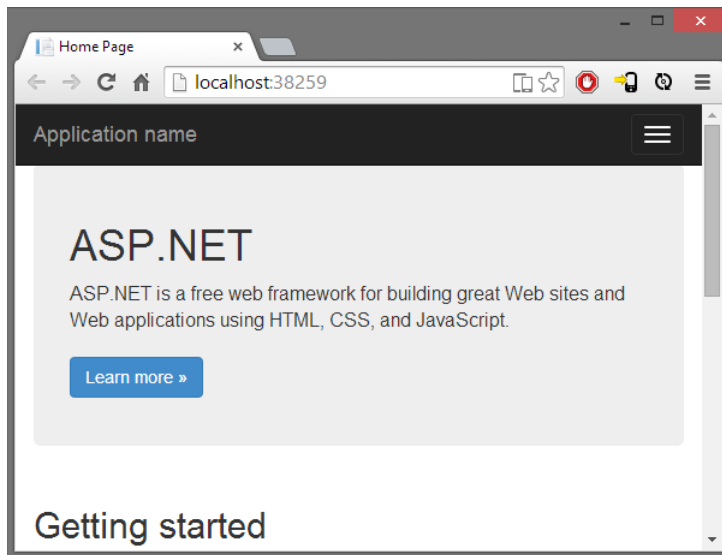 Home Page
localhost:38259
Application name
ASP.NET
ASP.NET is a free web framework for building great Web sites and
Web applications using HTML, CSS, and JavaScript.
Learn more »
Getting started